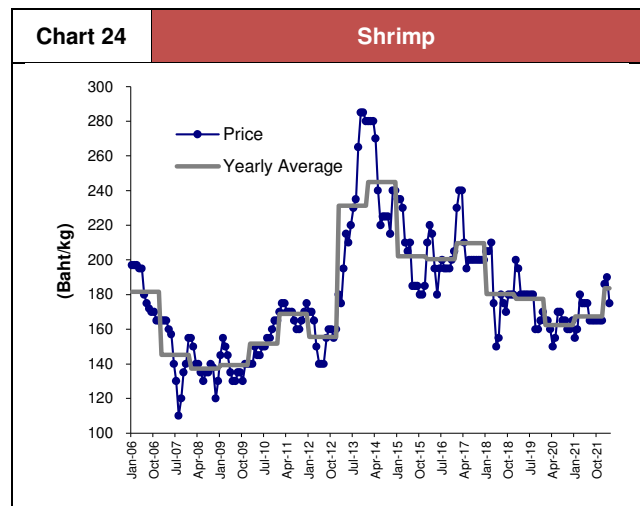 Chart 24
Shrimp
300
280
260
240
220
200
180
160
140
120
100
(Baht/kg)
Price
Yearly Average
Jan-06
Oct-06
Jul-07
Apr-08
Jan-09
Oct-09
Jul-10
Apr-11
Jan-12
Oct-12
Jul-13
Apr-14
Jan-15
Oct-15
Jul-16
Apr-17
Jan-18
Oct-18
Jul-19
Apr-20
Jan-21
Oct-21